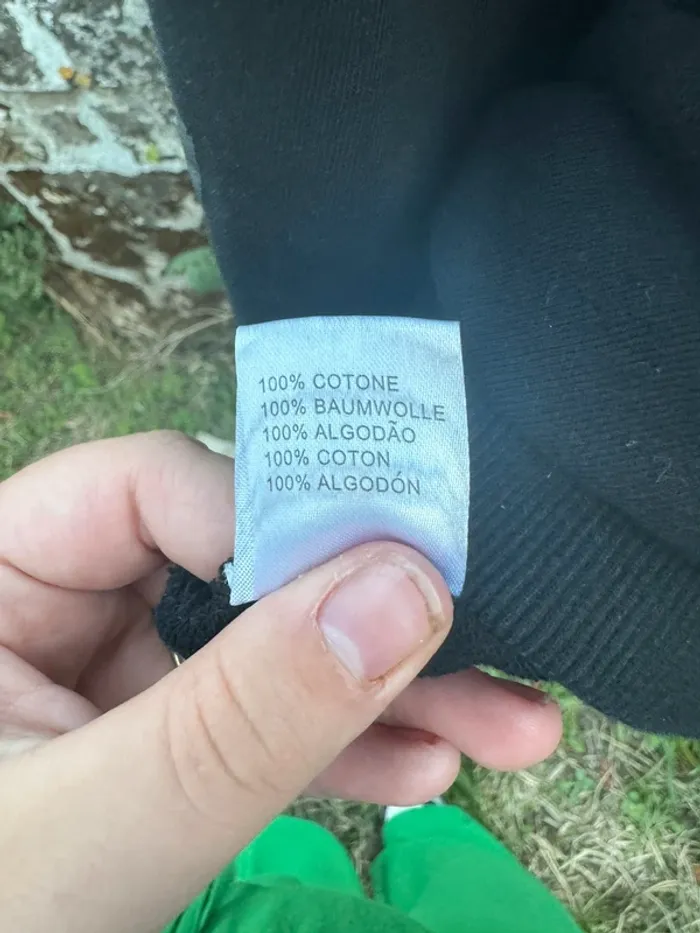 100% COTONE
100% BAUMWOLLE
100% ALGODÃO
100% COTON
100% ALGODÓN